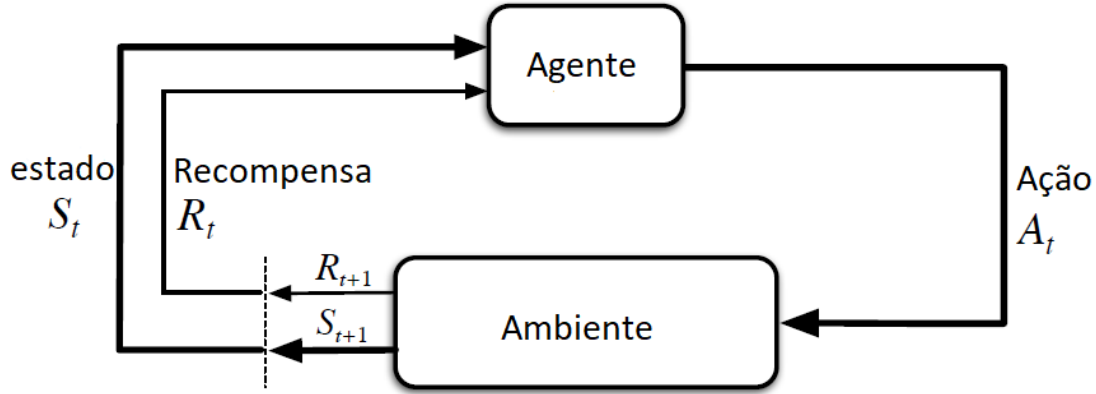 Agente
estado
S_t
Recompensa
R_t
Ação
A_t
R_{t+1}
S_{t+1}
Ambiente